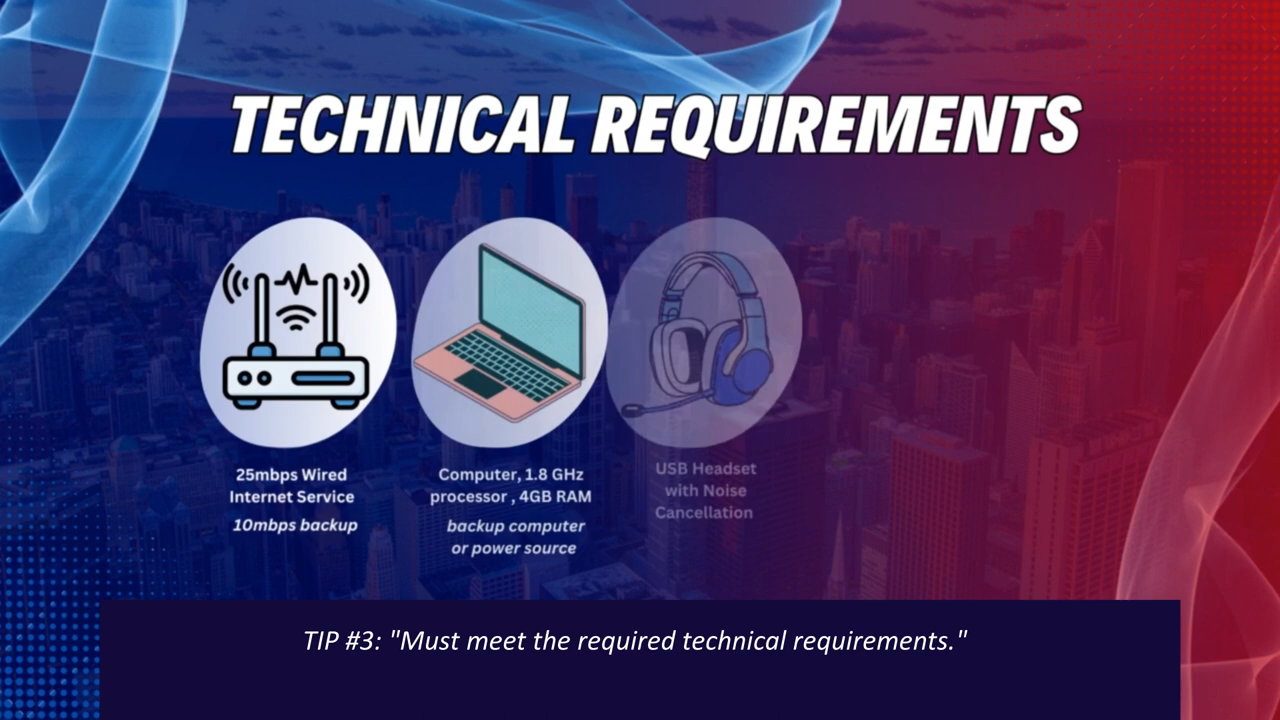 TECHNICAL REQUIREMENTS
25mbps Wired
Internet Service
10mbps backup
Computer, 1.8 GHz
processor , 4GB RAM
backup computer
or power source
USB Headset
with Noise
Cancellation
TIP #3: "Must meet the required technical requirements."